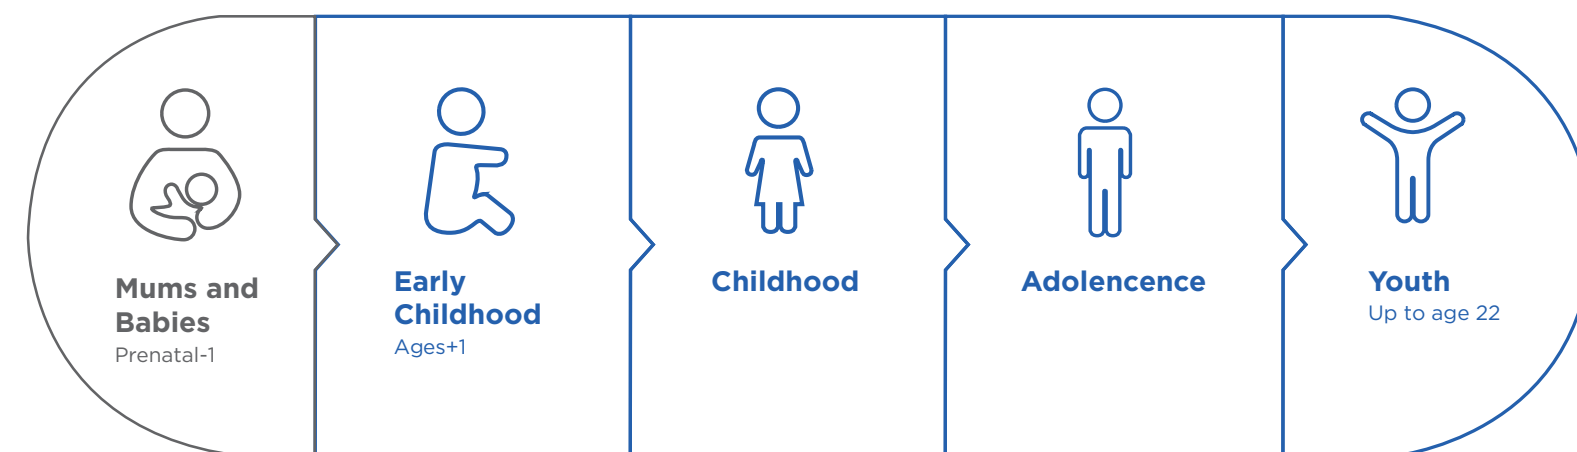 Mums and
Babies
Prenatal-1
Early
Childhood
Ages+1
Childhood
Adolencence
Youth
Up to age 22